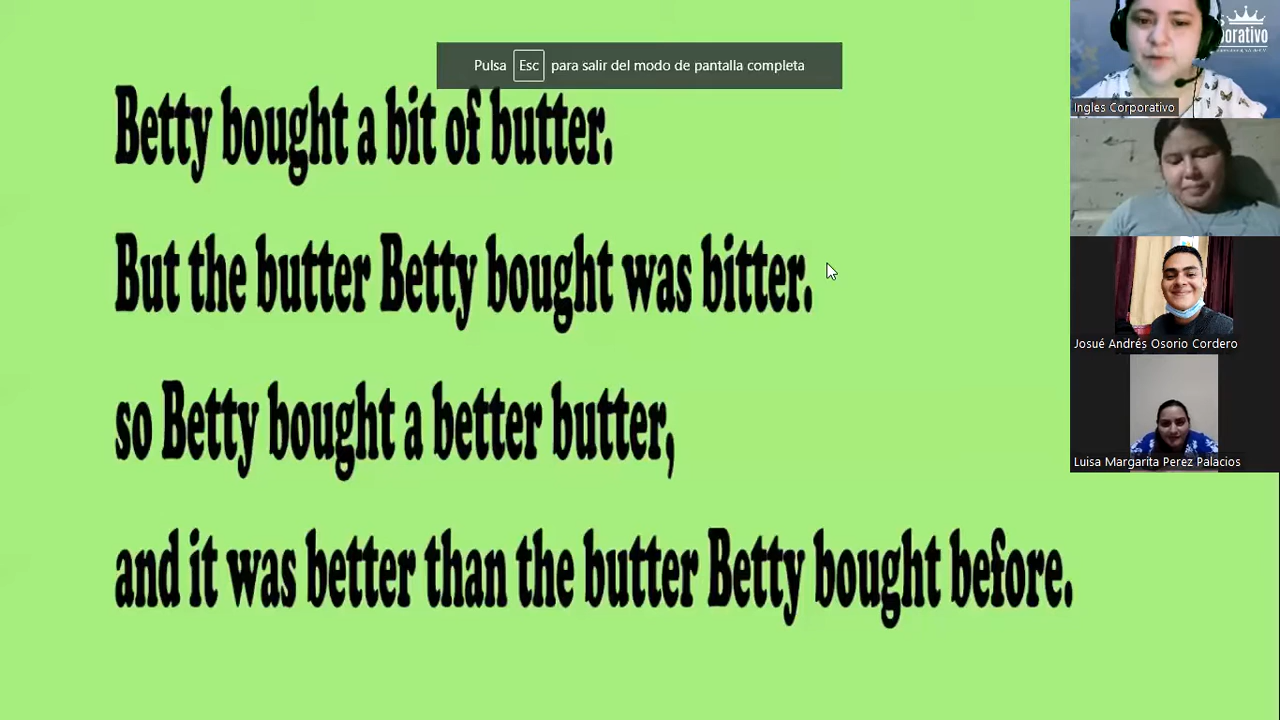 Pulsa Esc para salir del modo de pantalla completa
Betty bought a bit of butter.
But the butter Betty bought was bitter.
so Betty bought a better butter,
and it was better than the butter Betty bought before.
Ingles Corporativo
Josué Andrés Osorio Cordero
Luisa Margarita Perez Palacios